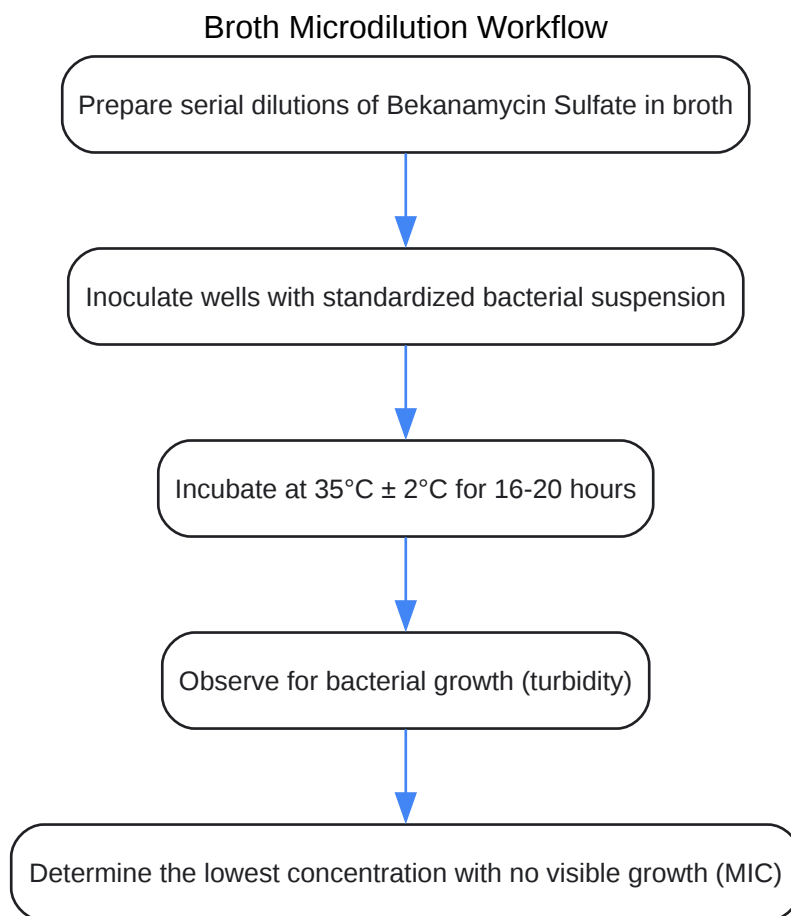 Broth Microdilution Workflow
Prepare serial dilutions of Bekanamycin Sulfate in broth
Inoculate wells with standardized bacterial suspension
Incubate at 35°C ± 2°C for 16-20 hours
Observe for bacterial growth (turbidity)
Determine the lowest concentration with no visible growth (MIC)